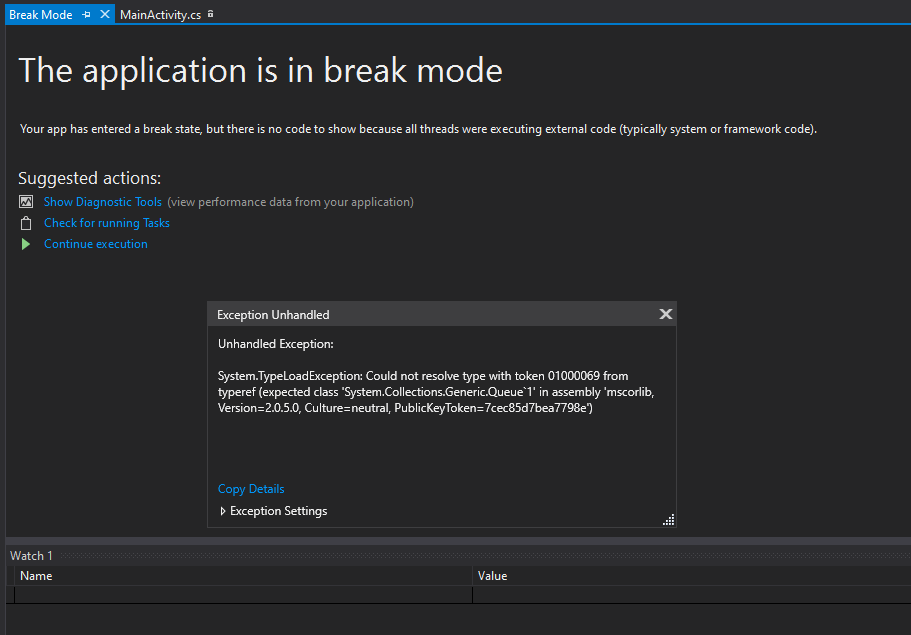 Break Mode
MainActivity.cs
The application is in break mode
Your app has entered a break state, but there is no code to show because all threads were executing external code (typically system or framework code).
Suggested actions:
Show Diagnostic Tools (view performance data from your application)
Check for running Tasks
Continue execution
Exception Unhandled
Unhandled Exception:
System.TypeLoadException: Could not resolve type with token 01000069 from
typeref (expected class 'System.Collections.Generic.Queue`1' in assembly 'mscorlib,
Version=2.0.5.0, Culture=neutral, PublicKeyToken=7cec85d7bea7798e')
Copy Details
Exception Settings
Watch 1
Name Value